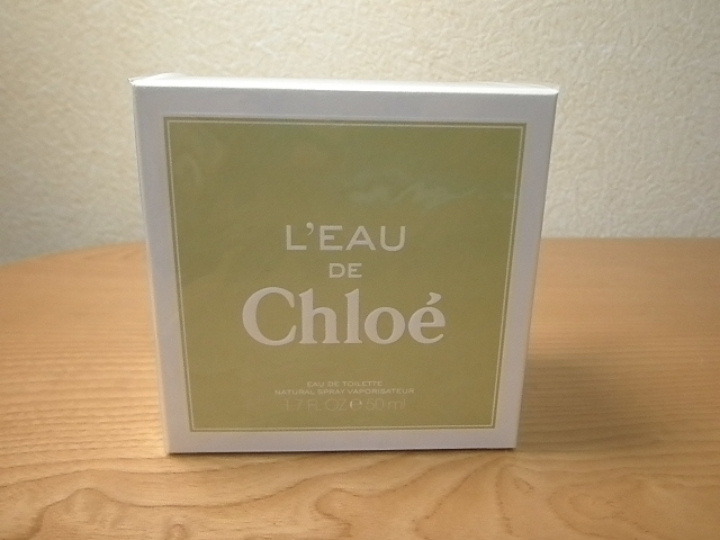 L'EAU
DE
Chloé
EAU DE TOILETTE
NATURAL SPRAY VAPORISATEUR
1.7 FL.OZ ℮ 50 ml